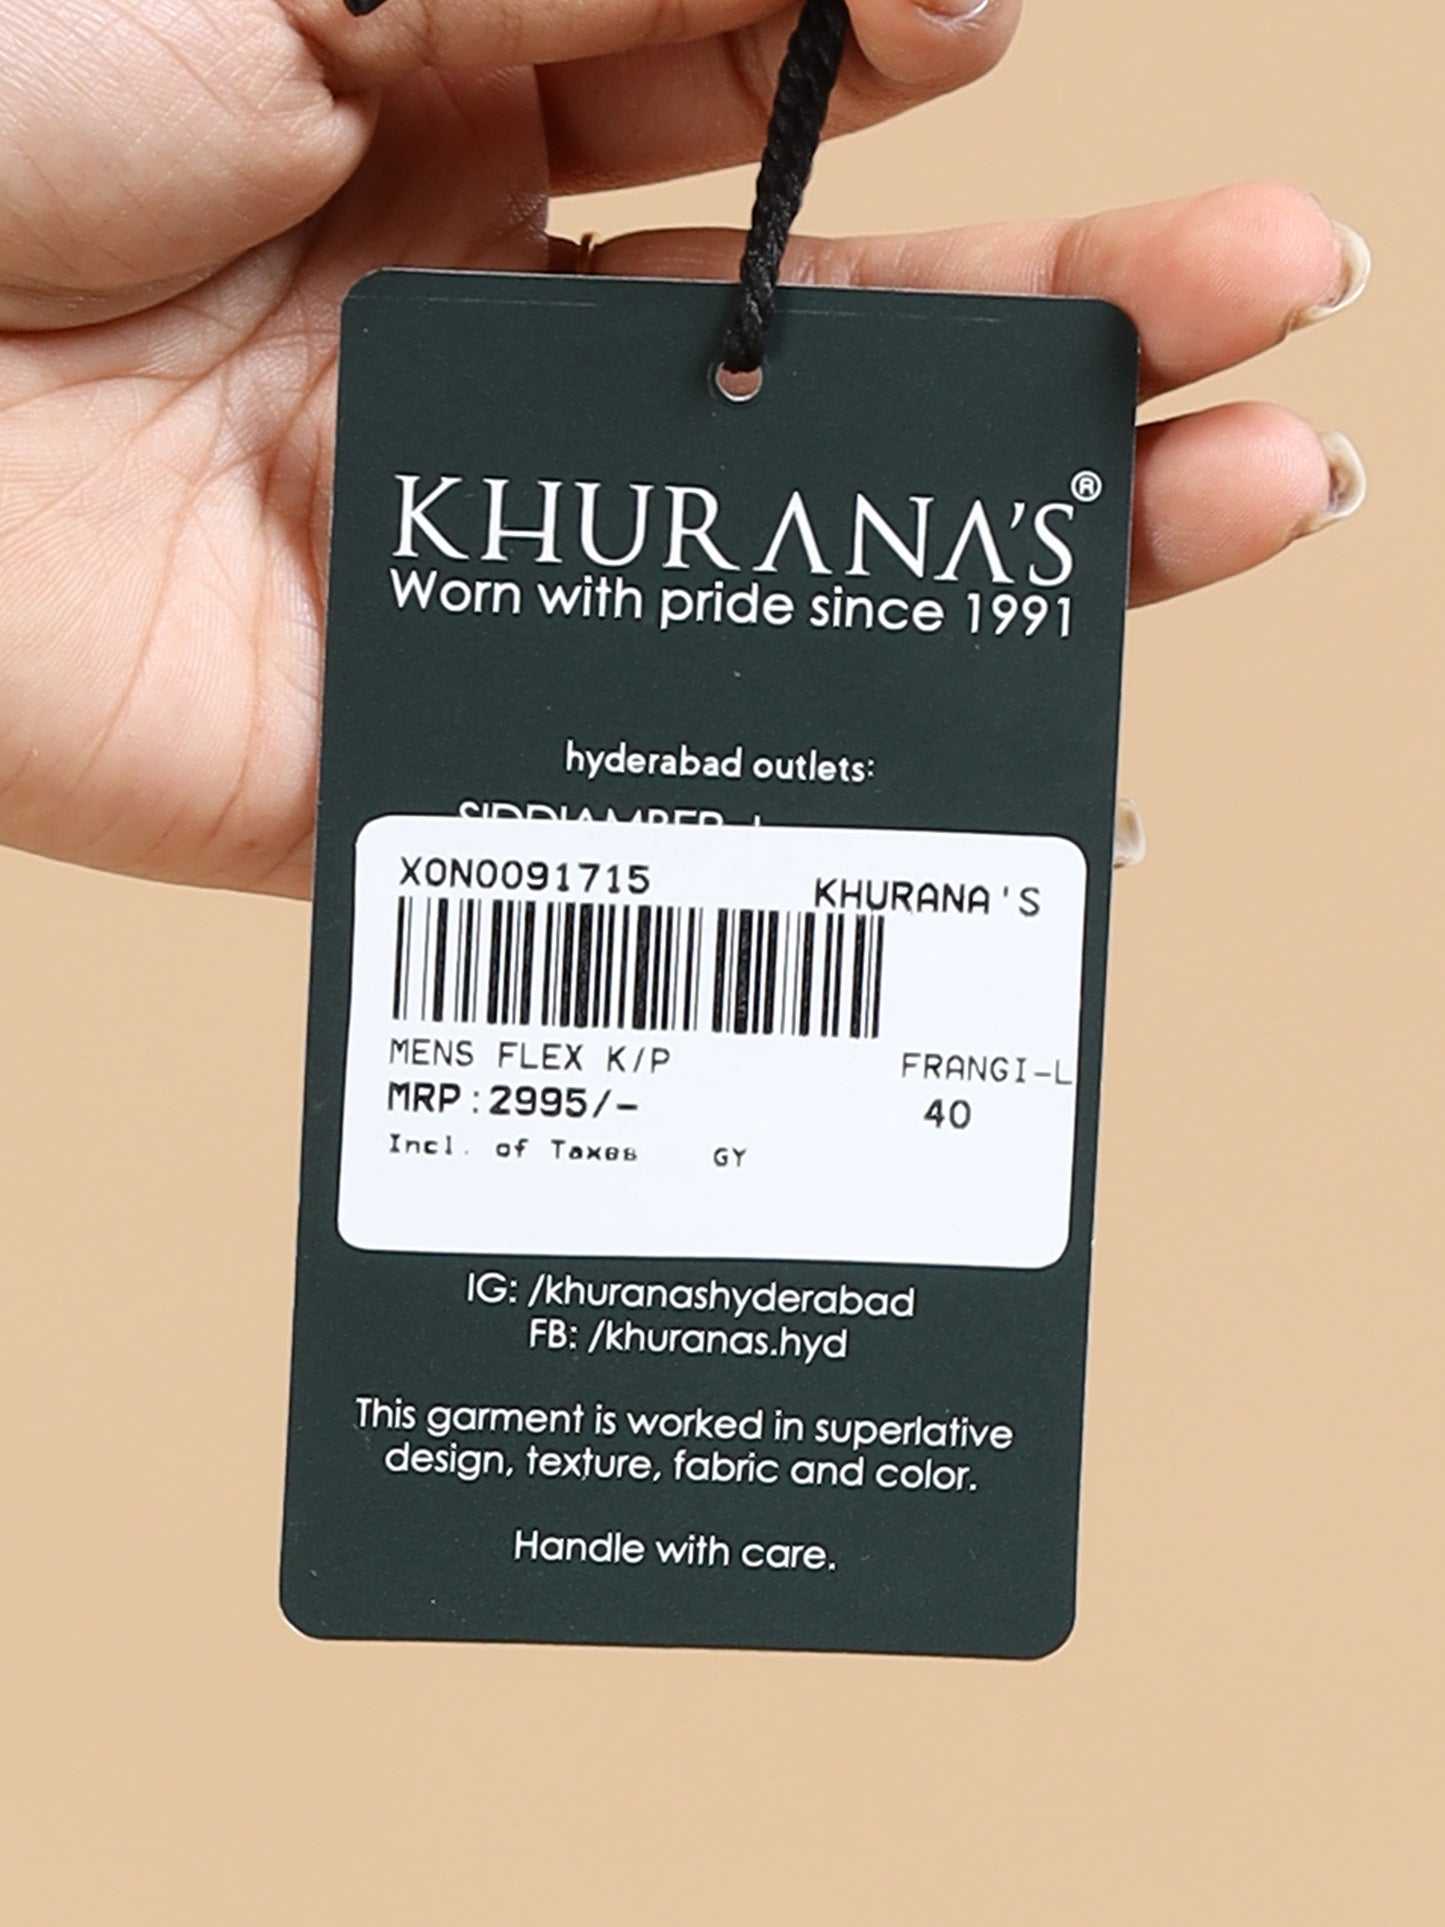 KHURANA'S®
Worn with pride since 1991
hyderabad outlets:
XON0091715 KHURANA'S
MENS FLEX K/P FRANGI-L
MRP:2995/- 40
Incl. of Taxes GY
IG: /khuranashyderabad
FB: /khuranas.hyd
This garment is worked in superlative
design, texture, fabric and color.
Handle with care.